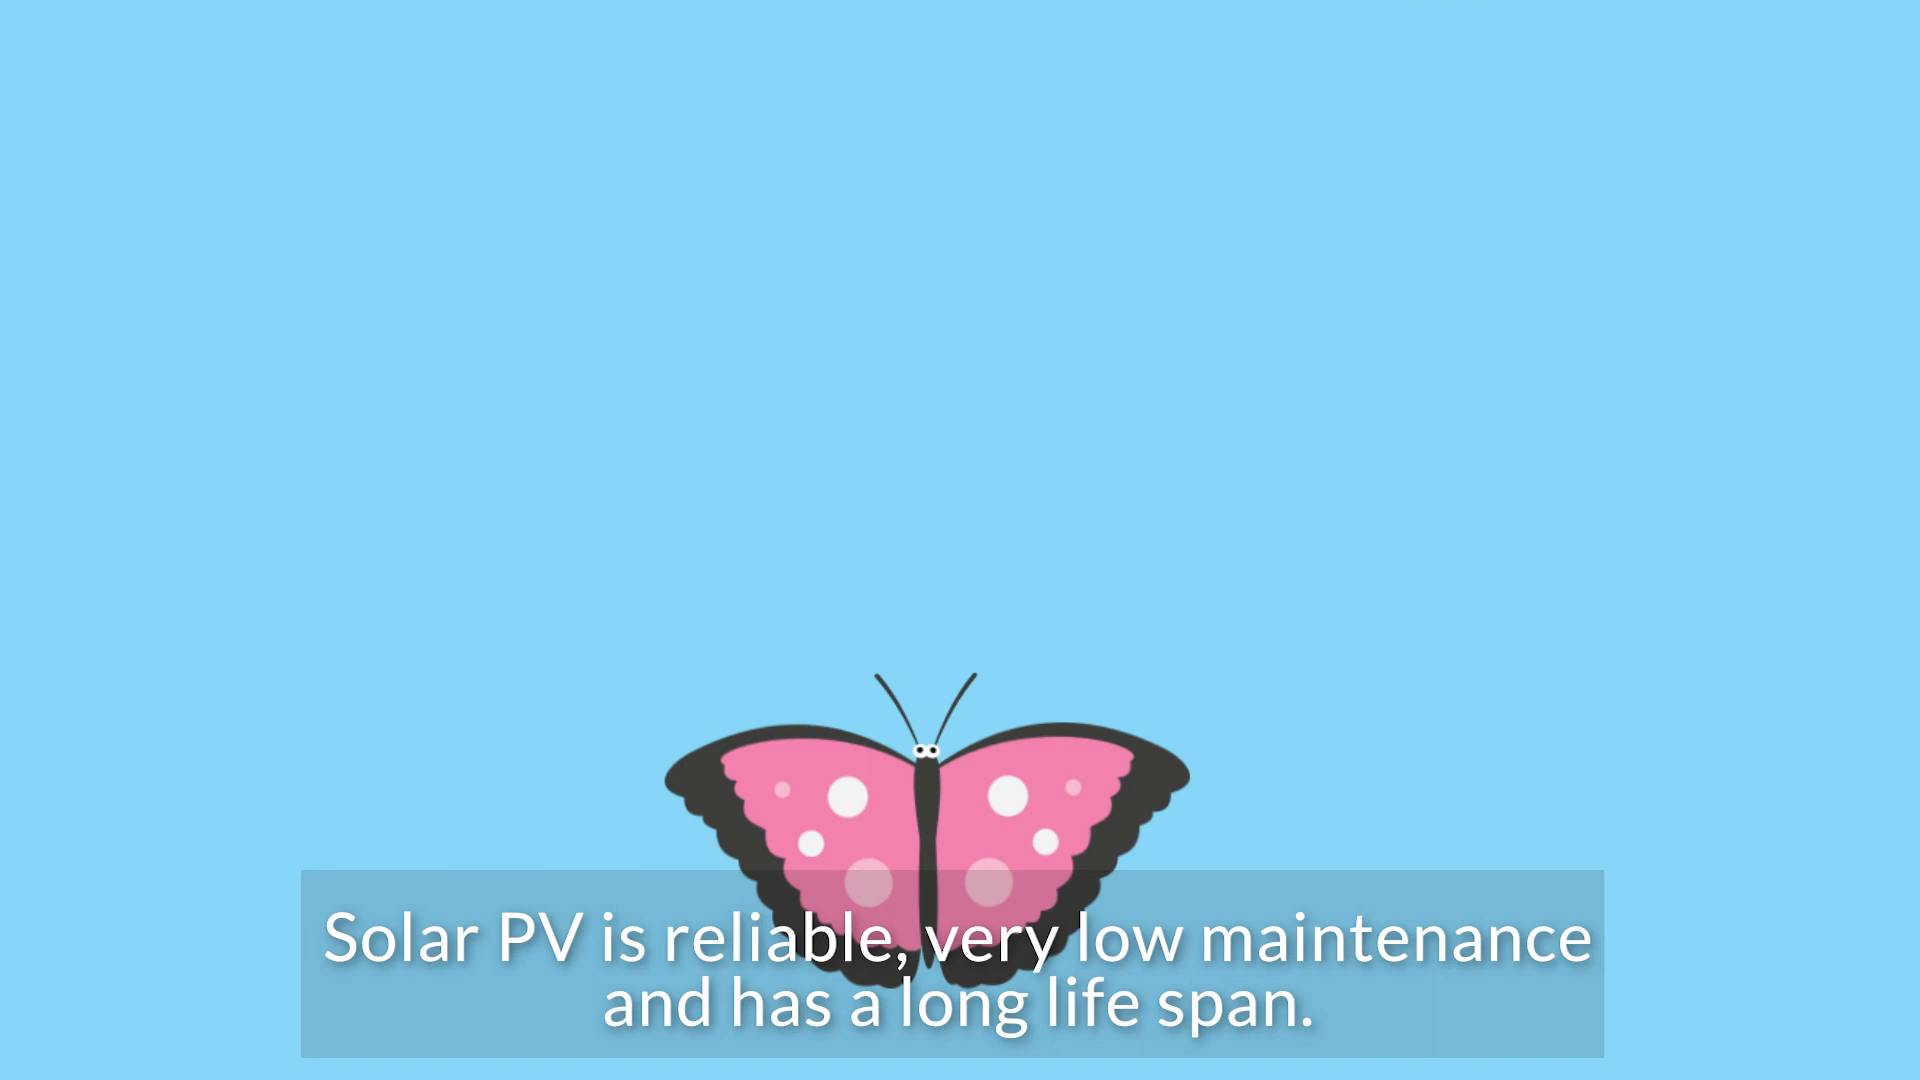 Solar PV is reliable, very low maintenance
and has a long life span.